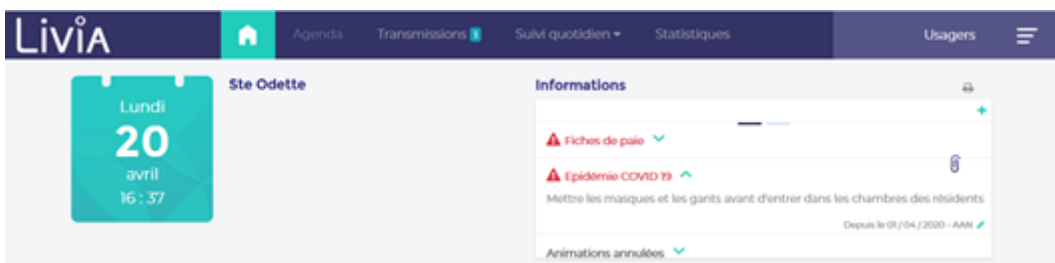 LiviA
Agenda Transmissions 1 Suivi quotidien Statistiques Usagers
Lundi
20
avril
16 : 37
Ste Odette
Informations
Fiches de paie
Epidémie COVID 19
Mettre les masques et les gants avant d'entrer dans les chambres des résidents
Depuis le 01/04/2020 - AAN
Animations annulées